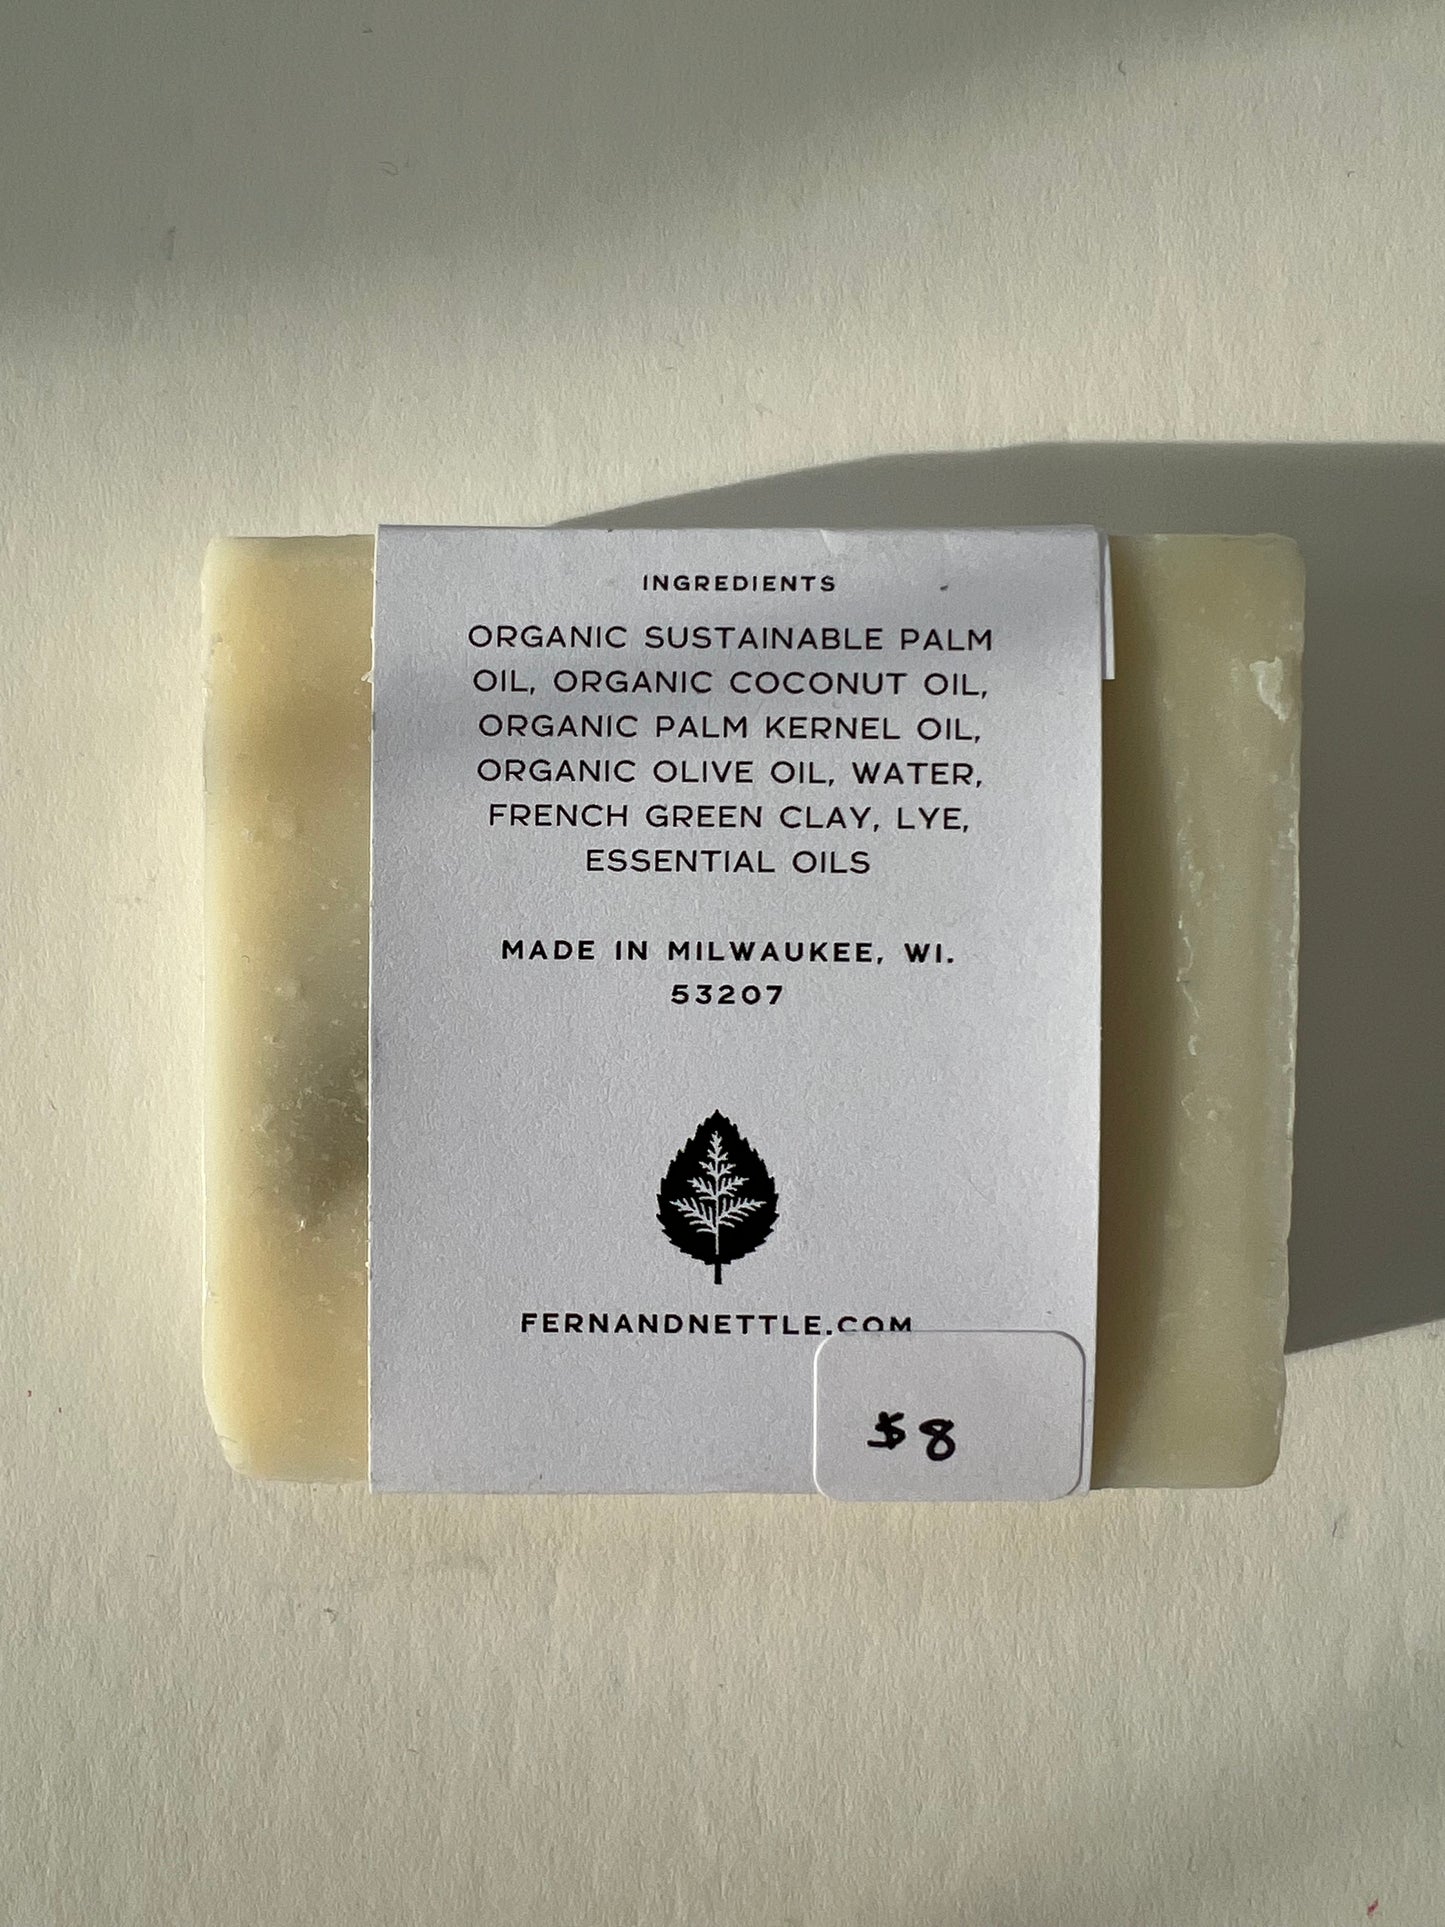 INGREDIENTS
ORGANIC SUSTAINABLE PALM
OIL, ORGANIC COCONUT OIL,
ORGANIC PALM KERNEL OIL,
ORGANIC OLIVE OIL, WATER,
FRENCH GREEN CLAY, LYE,
ESSENTIAL OILS
MADE IN MILWAUKEE, WI.
53207
FERNANDNETTLE.COM
$8